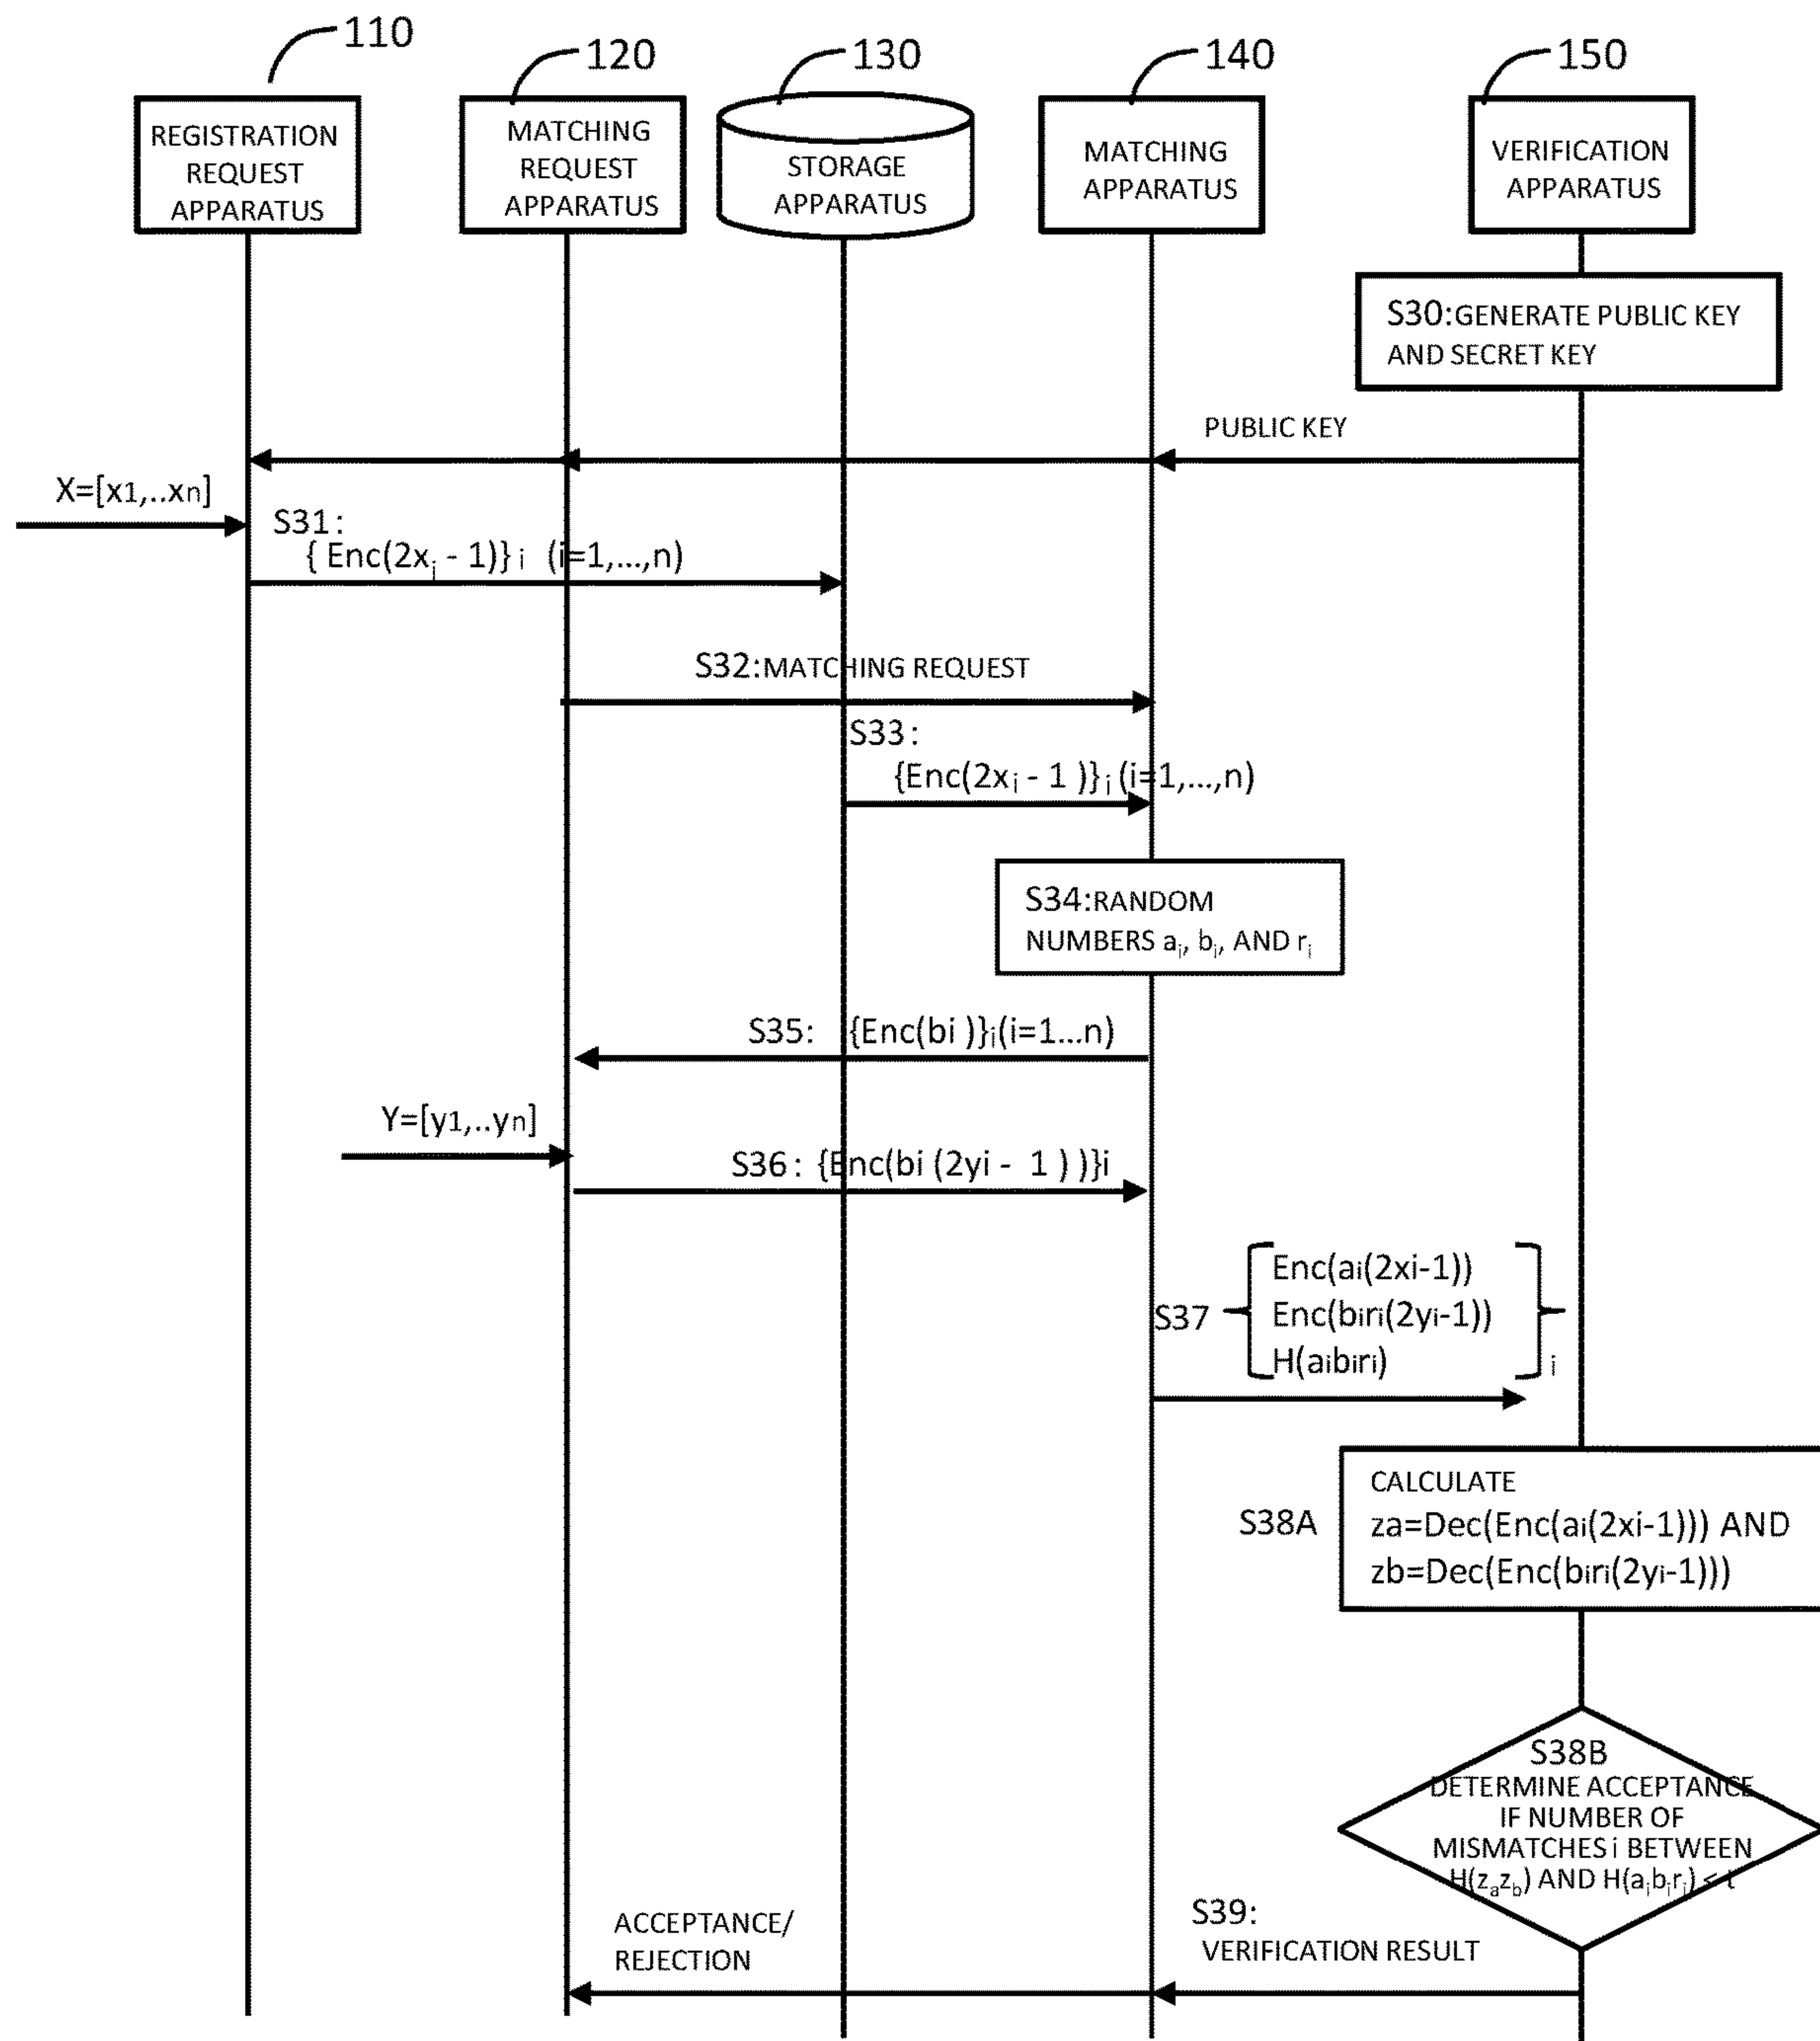 110
120
130
140
150
REGISTRATION
REQUEST
APPARATUS
MATCHING
REQUEST
APPARATUS
STORAGE
APPARATUS
MATCHING
APPARATUS
VERIFICATION
APPARATUS
S30:GENERATE PUBLIC KEY
AND SECRET KEY
PUBLIC KEY
X=[x1,..xn]
S31:
{ Enc(2xᵢ - 1)} i (i=1,...,n)
S32:MATCHING REQUEST
S33:
{Enc(2xᵢ - 1 )}ᵢ (i=1,...,n)
S34:RANDOM
NUMBERS aᵢ, bᵢ, AND rᵢ
S35: {Enc(bi )}ᵢ(i=1...n)
Y=[y1,..yn]
S36: {Enc(bi (2yi - 1 ) )}i
S37
Enc(ai(2xi-1))
Enc(biri(2yi-1))
H(aibiri)
i
S38A
CALCULATE
za=Dec(Enc(ai(2xi-1))) AND
zb=Dec(Enc(biri(2yi-1)))
S38B
DETERMINE ACCEPTANCE
IF NUMBER OF
MISMATCHES i BETWEEN
H(zₐz_b) AND H(aᵢbᵢrᵢ) < t
S39:
VERIFICATION RESULT
ACCEPTANCE/
REJECTION